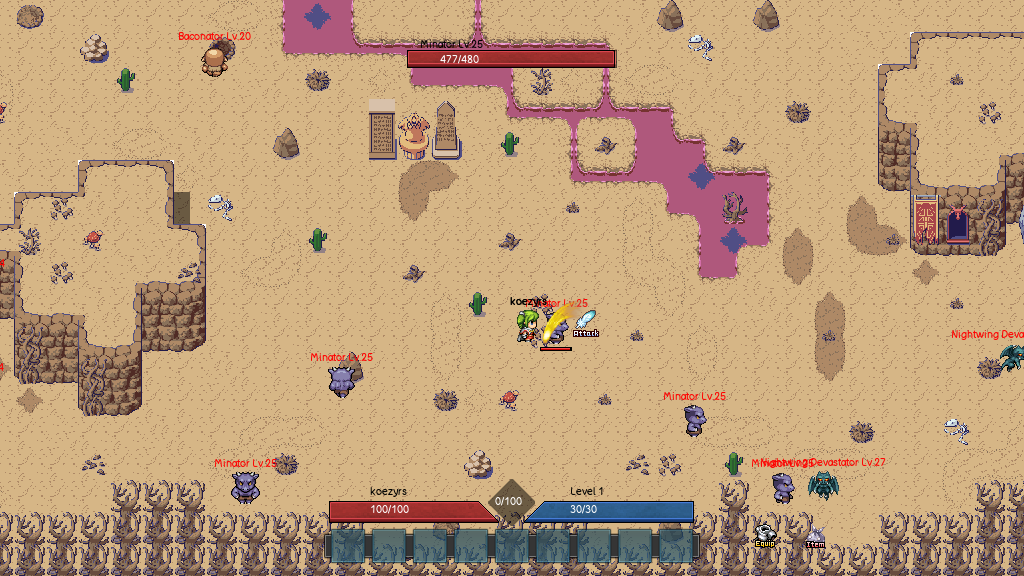 Baconator Lv.20
Minator Lv.25
477/480
koezyrs
Attack
Nightwing
Minator Lv.25
Minator Lv.25
Minator Lv.25
Nightwing Devastator Lv.27
koezyrs
Level 1
0/100
100/100
30/30
Equip
Item